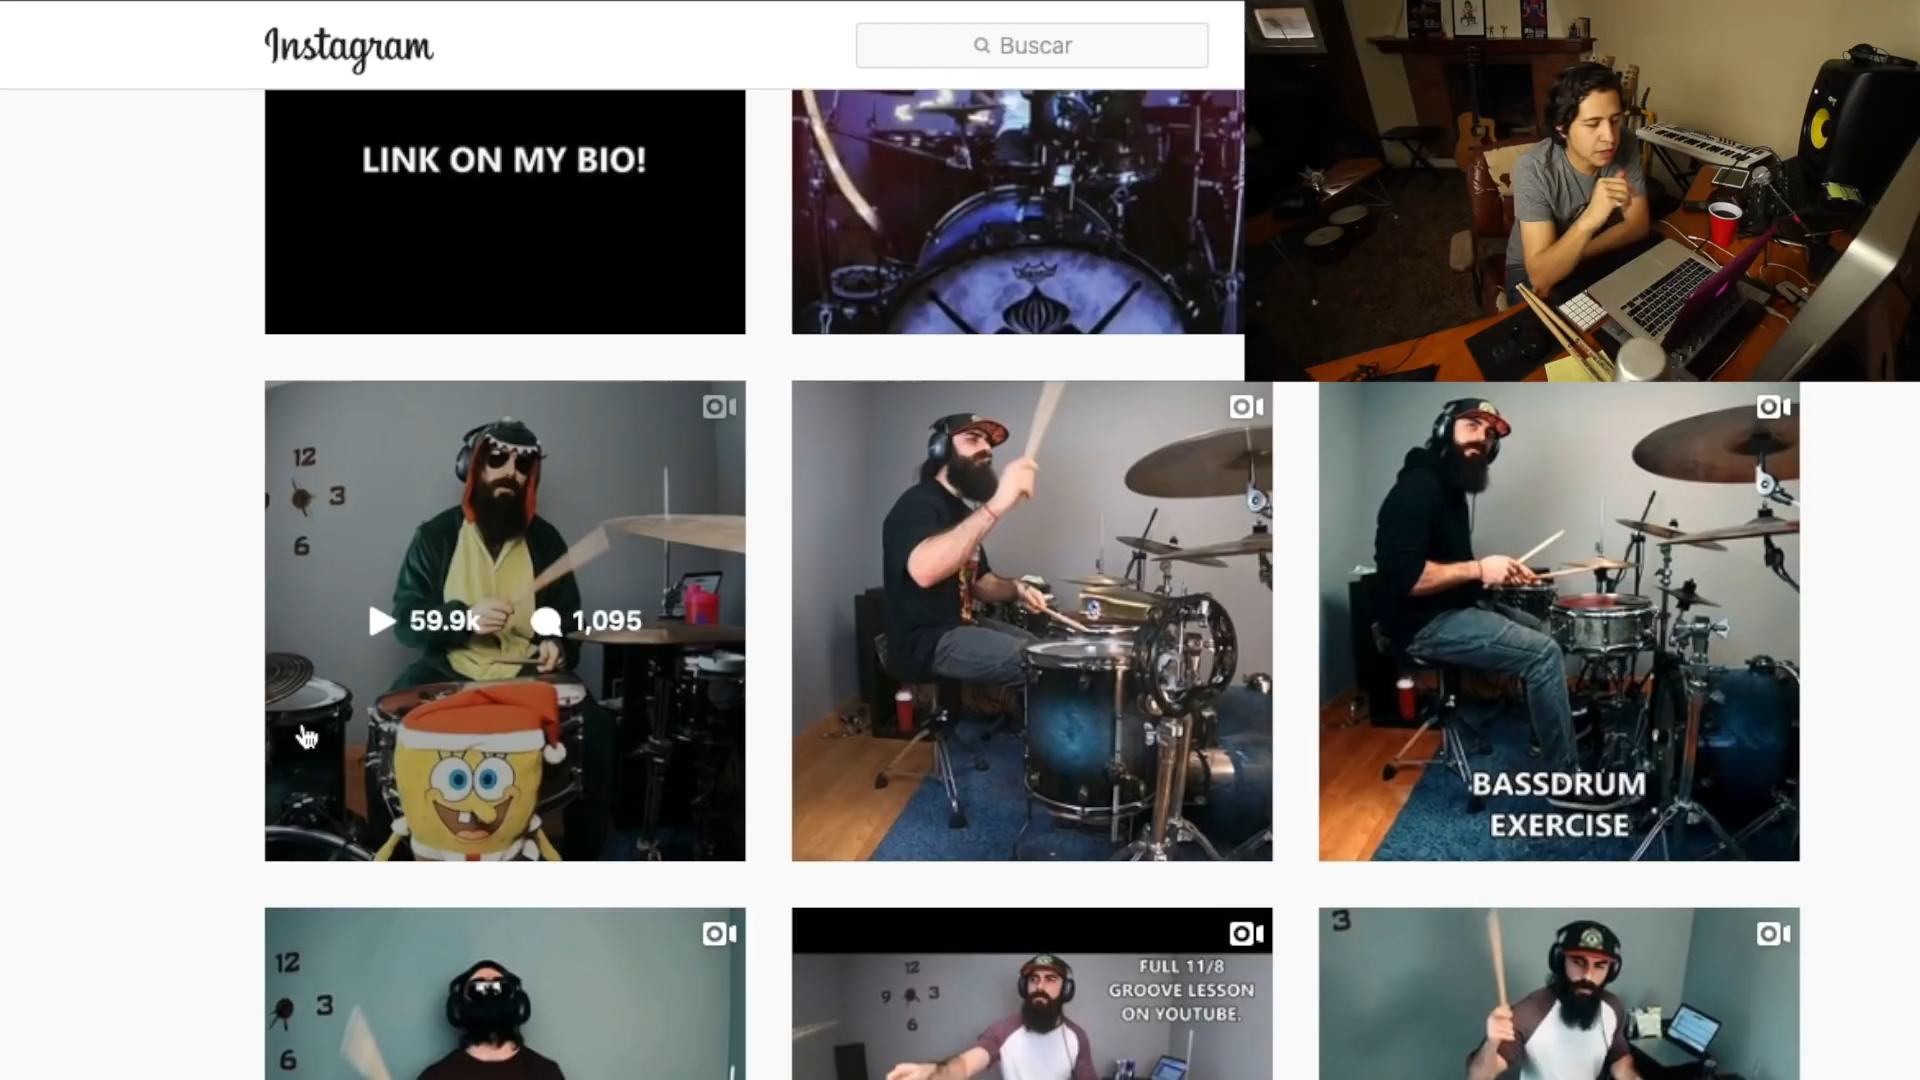 Instagram
Buscar
LINK ON MY BIO!
12
3
6
59.9k
1,095
BASSDRUM
EXERCISE
12
3
6
12
9
3
6
FULL 11/8
GROOVE LESSON
ON YOUTUBE.
3